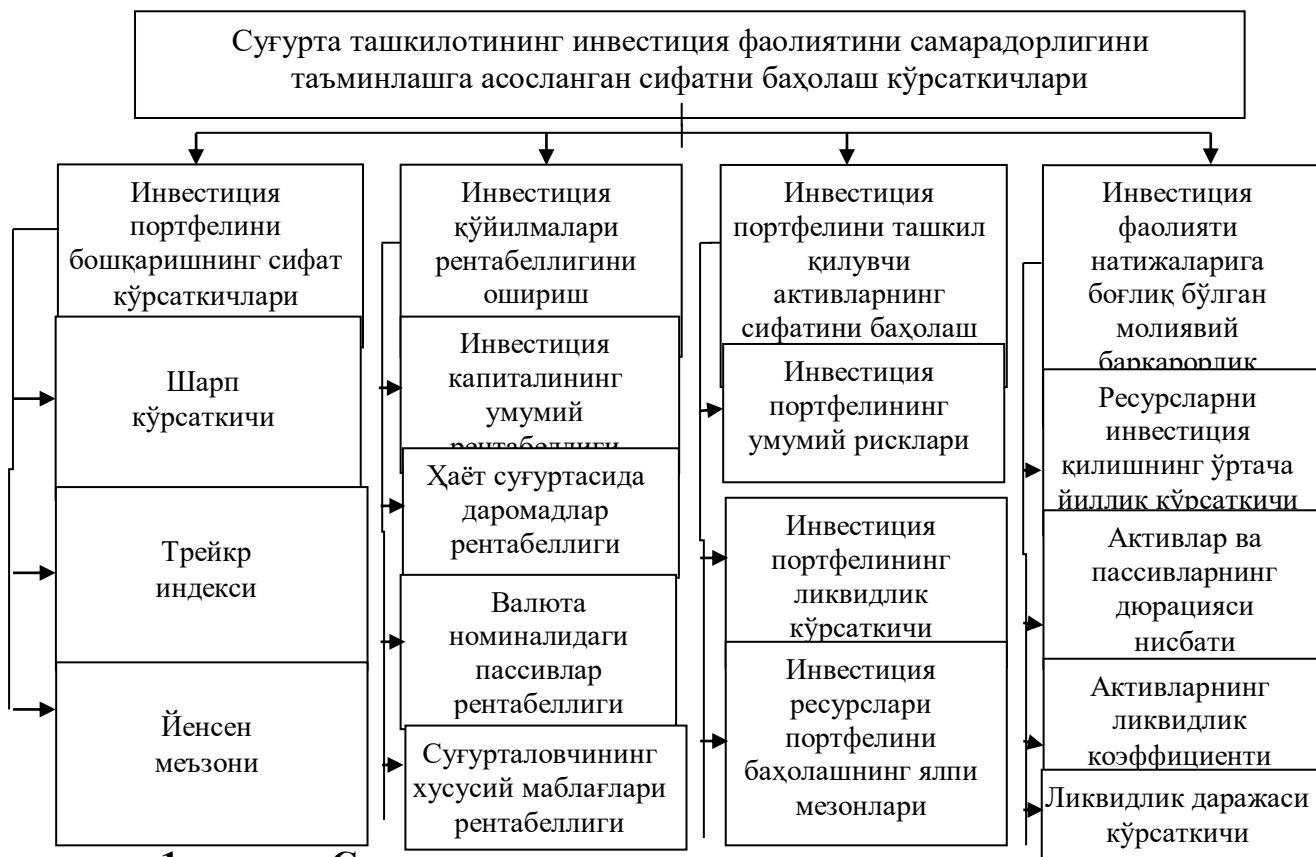 Суғурта ташкилотининг инвестиция фаолиятини самарадорлигини
таъминлашга асосланган сифатни баҳолаш кўрсаткичлари
Инвестиция
портфелини
бошқаришнинг сифат
кўрсаткичлари
Шарп
кўрсаткичи
Трейкр
индекси
Йенсен
меъзони
Инвестиция
қўйилмалари
рентабеллигини
ошириш
Инвестиция
капиталининг
умумий
рентабеллиги
Ҳаёт суғуртасида
даромадлар
рентабеллиги
Валюта
номиналидаги
пассивлар
рентабеллиги
Суғурталовчининг
хусусий маблағлари
рентабеллиги
Инвестиция
портфелини ташкил
қилувчи
активларнинг
сифатини баҳолаш
Инвестиция
портфелининг
умумий рисклари
Инвестиция
портфелининг
ликвидлик
кўрсаткичи
Инвестиция
ресурслари
портфелини
баҳолашнинг ялпи
мезонлари
Инвестиция
фаолияти
натижаларига
боғлиқ бўлган
молиявий
барқарорлик
Ресурсларни
инвестиция
қилишнинг ўртача
йиллик кўрсаткичи
Активлар ва
пассивларнинг
дюрацияси
нисбати
Активларнинг
ликвидлик
коэффициенти
Ликвидлик даражаси
кўрсаткичи